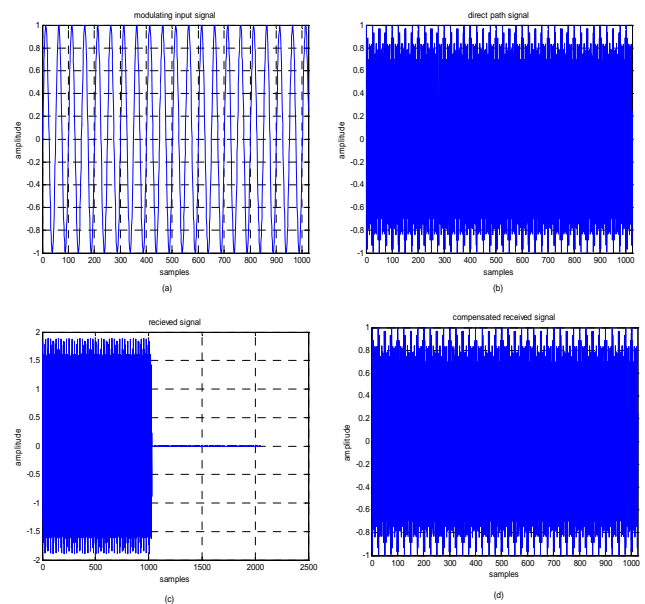 modulating input signal
1
0.8
0.6
0.4
0.2
0
-0.2
-0.4
-0.6
-0.8
-1
amplitude
0 100 200 300 400 500 600 700 800 900 1000
samples
(a)
direct path signal
1
0.8
0.6
0.4
0.2
0
-0.2
-0.4
-0.6
-0.8
-1
amplitude
0 100 200 300 400 500 600 700 800 900 1000
samples
(b)
recieved signal
2
1.5
1
0.5
0
-0.5
-1
-1.5
-2
amplitude
0 500 1000 1500 2000 2500
samples
(c)
compensated received signal
1
0.8
0.6
0.4
0.2
0
-0.2
-0.4
-0.6
-0.8
-1
amplitude
0 100 200 300 400 500 600 700 800 900 1000
samples
(d)